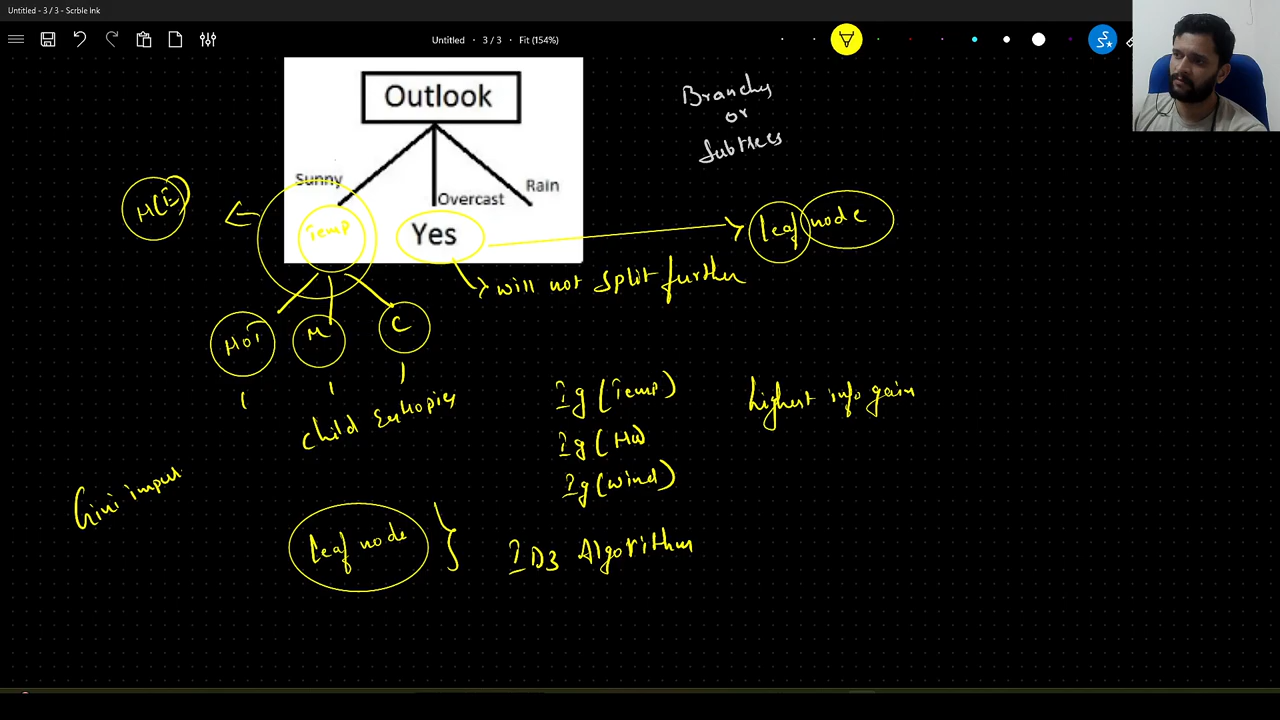 Untitled - 3 / 3 - Scrble Ink
Untitled • 3 / 3 • Fit (154%)
Outlook
Sunny
Overcast
Rain
Yes
Branches
or
Subtrees
H(E)
Temp
leaf node
will not split further
HOT
M
C
child Entropies
Ig (Temp)
highest info gain
Ig (Hu)
Ig (wind)
Gini impuri
leaf node
ID3 Algorithm